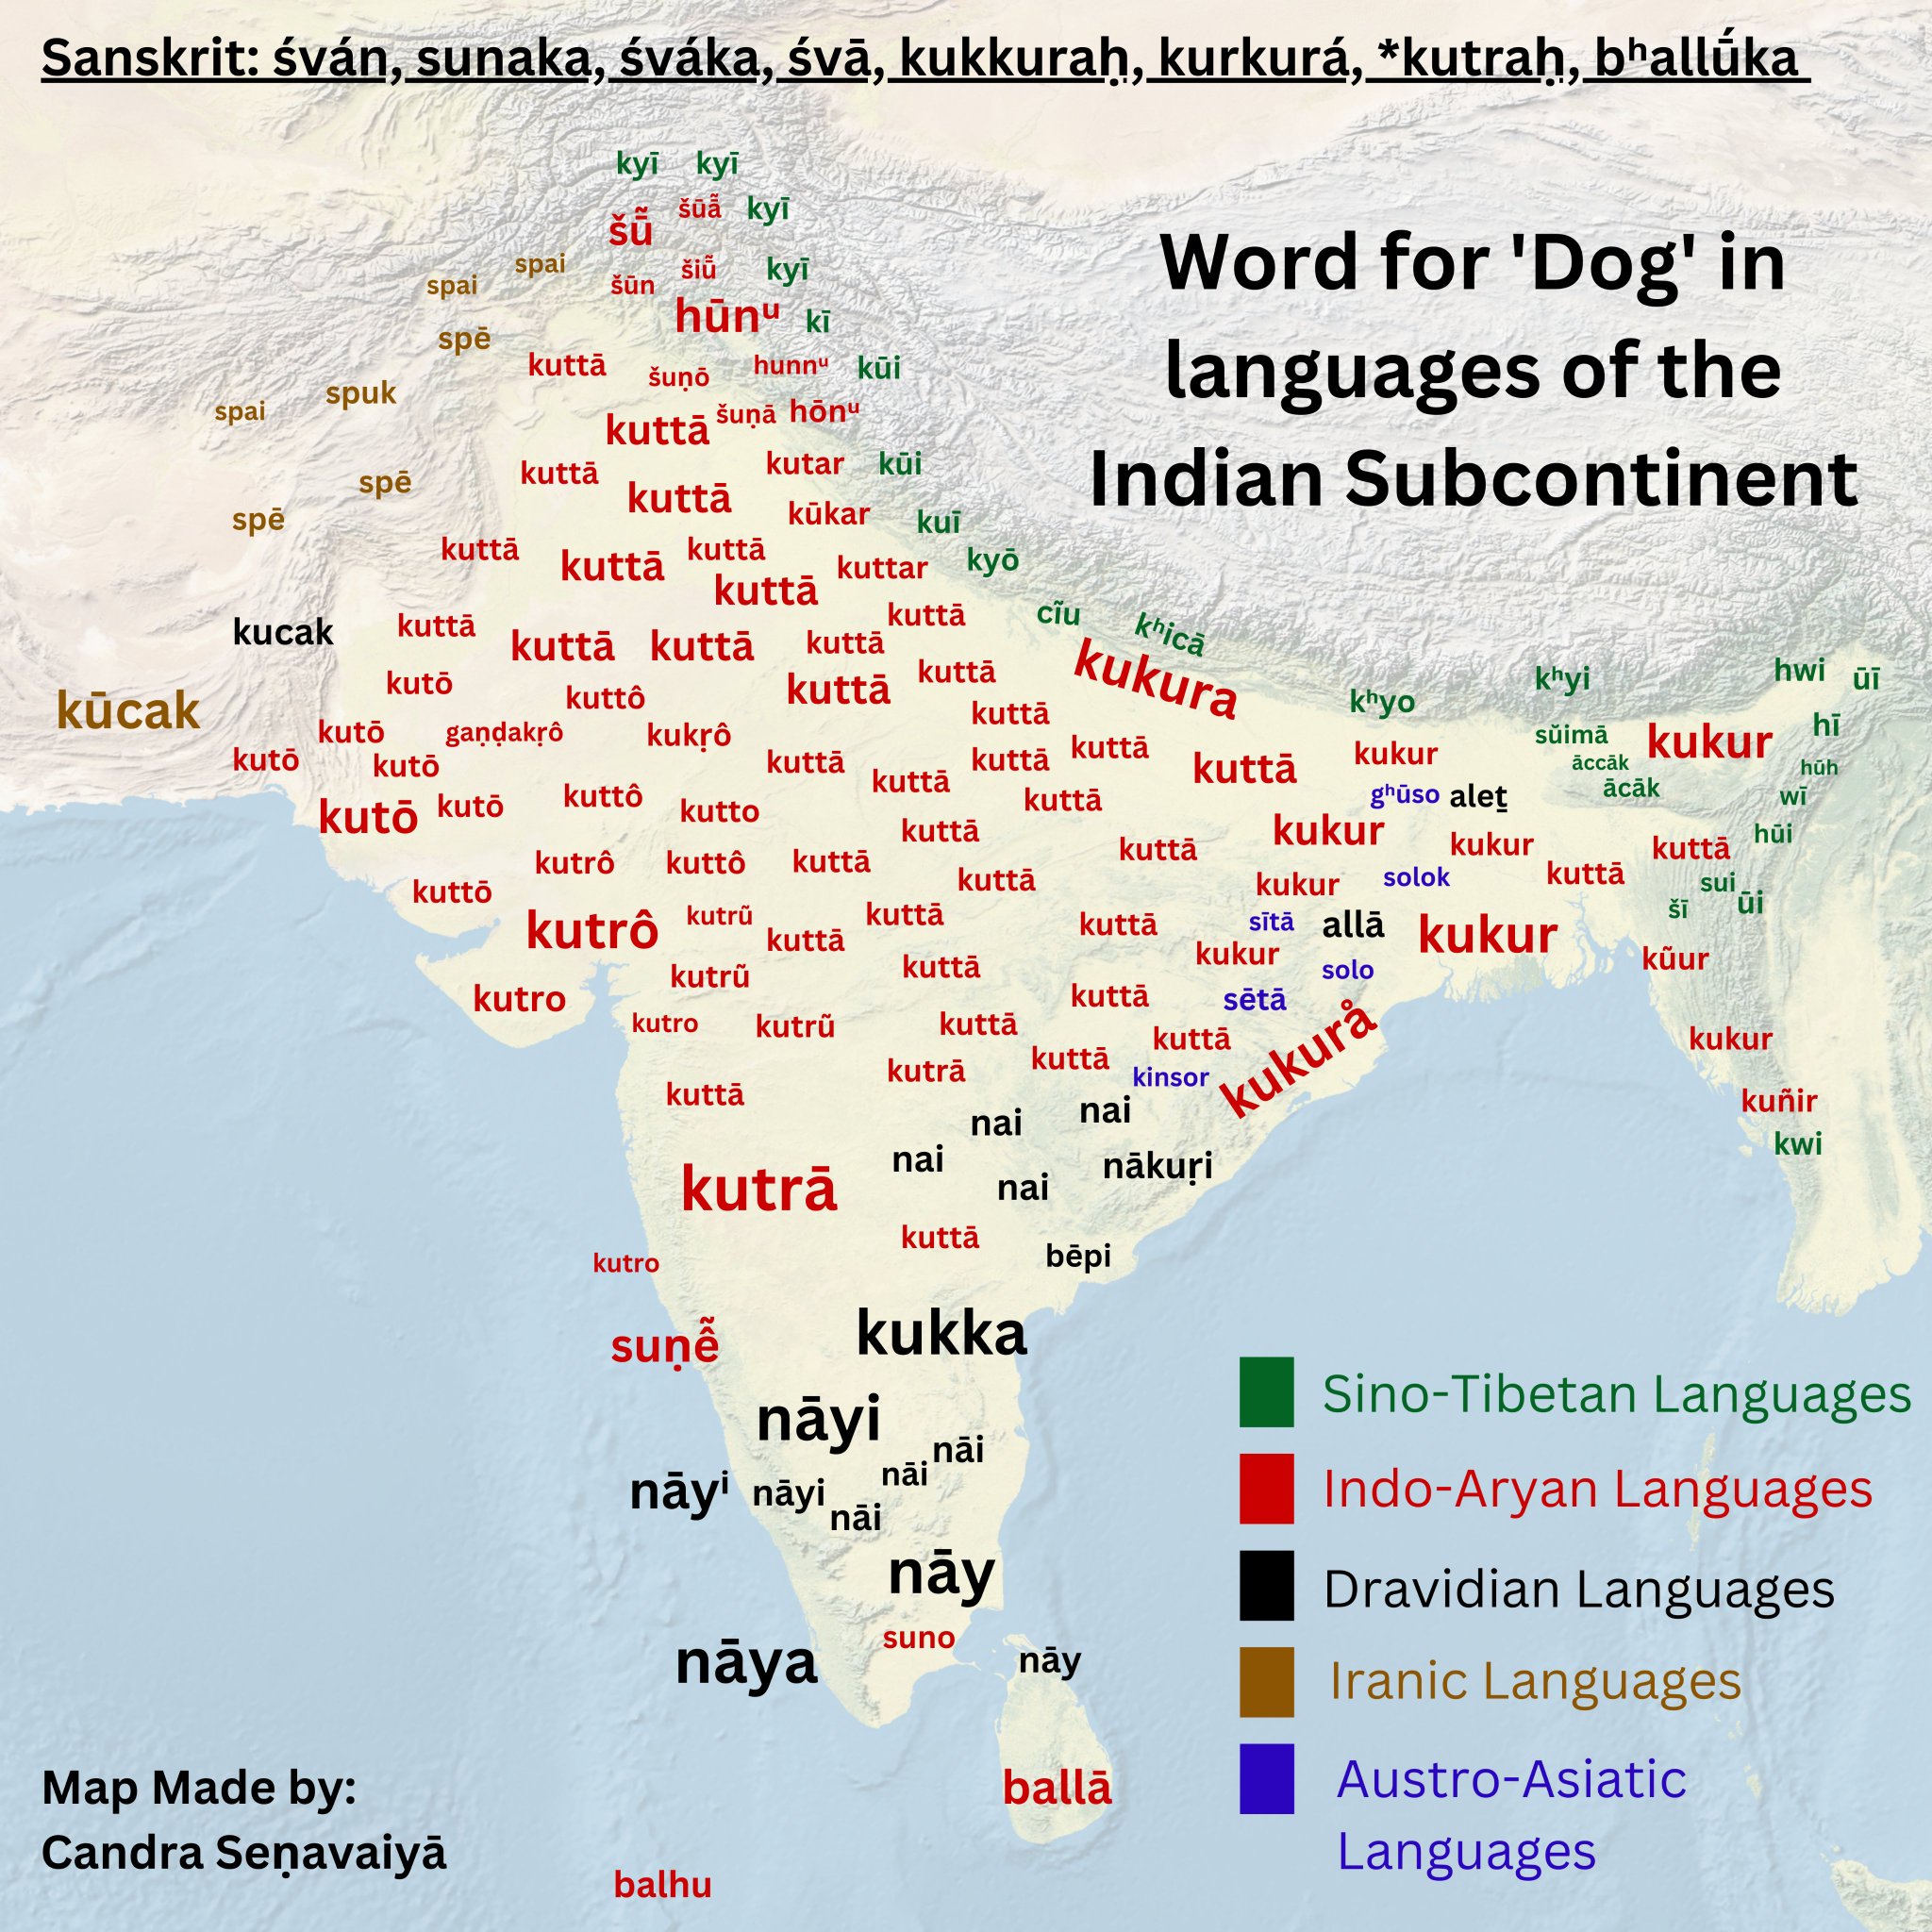 Sanskrit: śván, sunaka, śváka, śvā, kukkuraḥ, kurkurá, *kutraḥ, bʰallū́ka
Word for 'Dog' in
languages of the
Indian Subcontinent
kyī kyī
šū̃ šūā̃ kyī
spai spai šūn šiū̃ kyī
spē hūnᵘ kī
kuttā šuṇō hunnᵘ kūi
spai spuk
kuttā šuṇā hōnᵘ
spē kuttā kutar kūi
spē kuttā kūkar kuī
kuttā kuttā kuttā kuttar kyō
kuttā
kucak kuttā kuttā kuttā kuttā kuttā cĩu kʰicā
kūcak kutō kuttô kuttā kuttā kukura kʰyo kʰyi hwi ūī
kutō gaṇḍakṛô kukṛô kuttā sŭimā kukur hī
kutō kutō kuttā kuttā kuttā kuttā kuttā kukur āccāk hūh
kutō kutō kuttô kutto kuttā gʰūso aleṯ ācāk wī
kuttā kukur kukur kuttā hūi
kutrô kuttô kuttā kuttā kuttā
kuttō kuttā kukur solok kuttā sui
kutrô kutrũ kuttā kuttā kuttā sītā allā kukur šī ūi
kutro kutrũ kuttā kukur solo kũur
kuttā sētā
kutro kutrũ kuttā kuttā kukurå kukur
kutrā kuttā kinsor
kuttā nai nai kuñir
nai nākuṛi kwi
kutrā nai
kuttā
kutro bēpi
suṇễ kukka
nāyi
nāi
nāyⁱ nāyi nāi
nāi
nāy
suno
nāya nāy
ballā
balhu
Sino-Tibetan Languages
Indo-Aryan Languages
Dravidian Languages
Iranic Languages
Austro-Asiatic
Languages
Map Made by:
Candra Seṇavaiyā